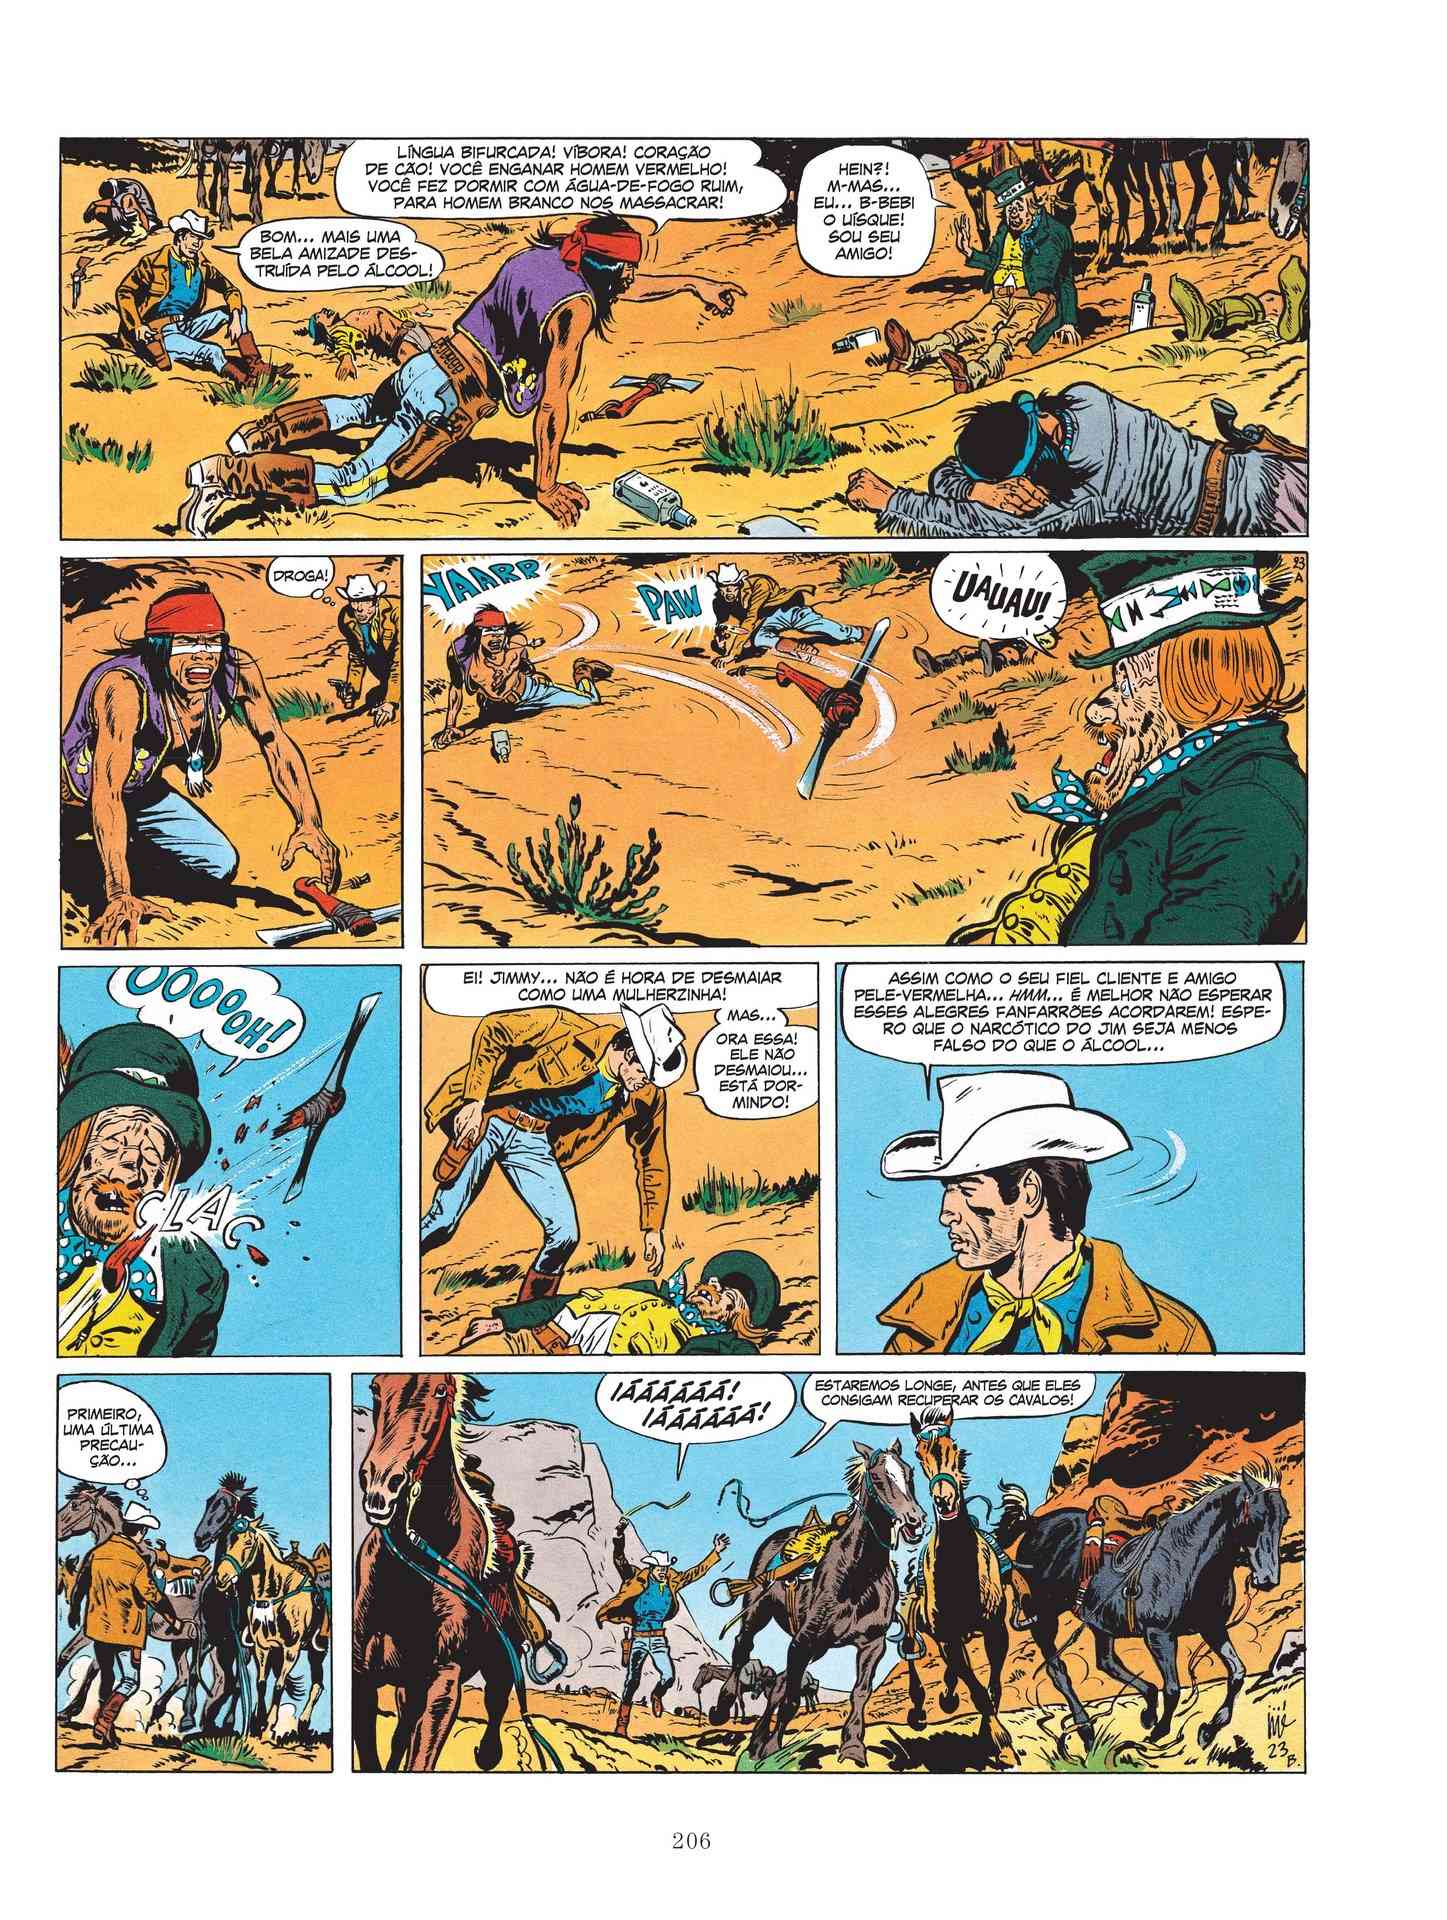 LÍNGUA BIFURCADA! VÍBORA! CORAÇÃO
DE CÃO! VOCÊ ENGANAR HOMEM VERMELHO!
VOCÊ FEZ DORMIR COM ÁGUA-DE-FOGO RUIM,
PARA HOMEM BRANCO NOS MASSACRAR!
BOM... MAIS UMA
BELA AMIZADE DES-
TRUÍDA PELO ÁLCOOL!
HEIN?!
M-MAS...
EU... B-BEBI
O UÍSQUE!
SOU SEU
AMIGO!
DROGA!
YAARR
PAW
UAUAU!
23
A
OOOOOH!
CLAC
EI! JIMMY... NÃO É HORA DE DESMAIAR
COMO UMA MULHERZINHA!
MAS...
ORA ESSA!
ELE NÃO
DESMAIOU...
ESTÁ DOR-
MINDO!
ASSIM COMO O SEU FIEL CLIENTE E AMIGO
PELE-VERMELHA... HMM... É MELHOR NÃO ESPERAR
ESSES ALEGRES FANFARRÕES ACORDAREM! ESPE-
RO QUE O NARCÓTICO DO JIM SEJA MENOS
FALSO DO QUE O ÁLCOOL...
PRIMEIRO,
UMA ÚLTIMA
PRECAU-
ÇÃO...
IÁÁÁÁÁÁ!
IÁÁÁÁÁÁ!
ESTAREMOS LONGE, ANTES QUE ELES
CONSIGAM RECUPERAR OS CAVALOS!
23
B.
206